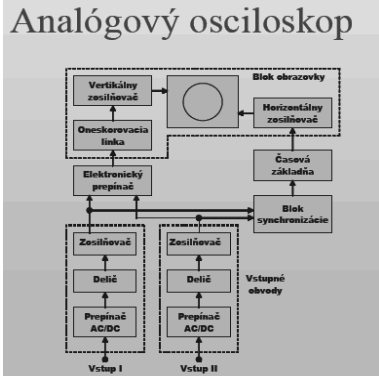 Analógový osciloskop
Blok obrazovky
Vertikálny
zosilňovač
Horizontálny
zosilňovač
Oneskorovacia
linka
Elektronický
prepínač
Časová
základňa
Blok
synchronizácie
Zosilňovač
Zosilňovač
Delič
Delič
Vstupné
obvody
Prepínač
AC/DC
Prepínač
AC/DC
Vstup I
Vstup II